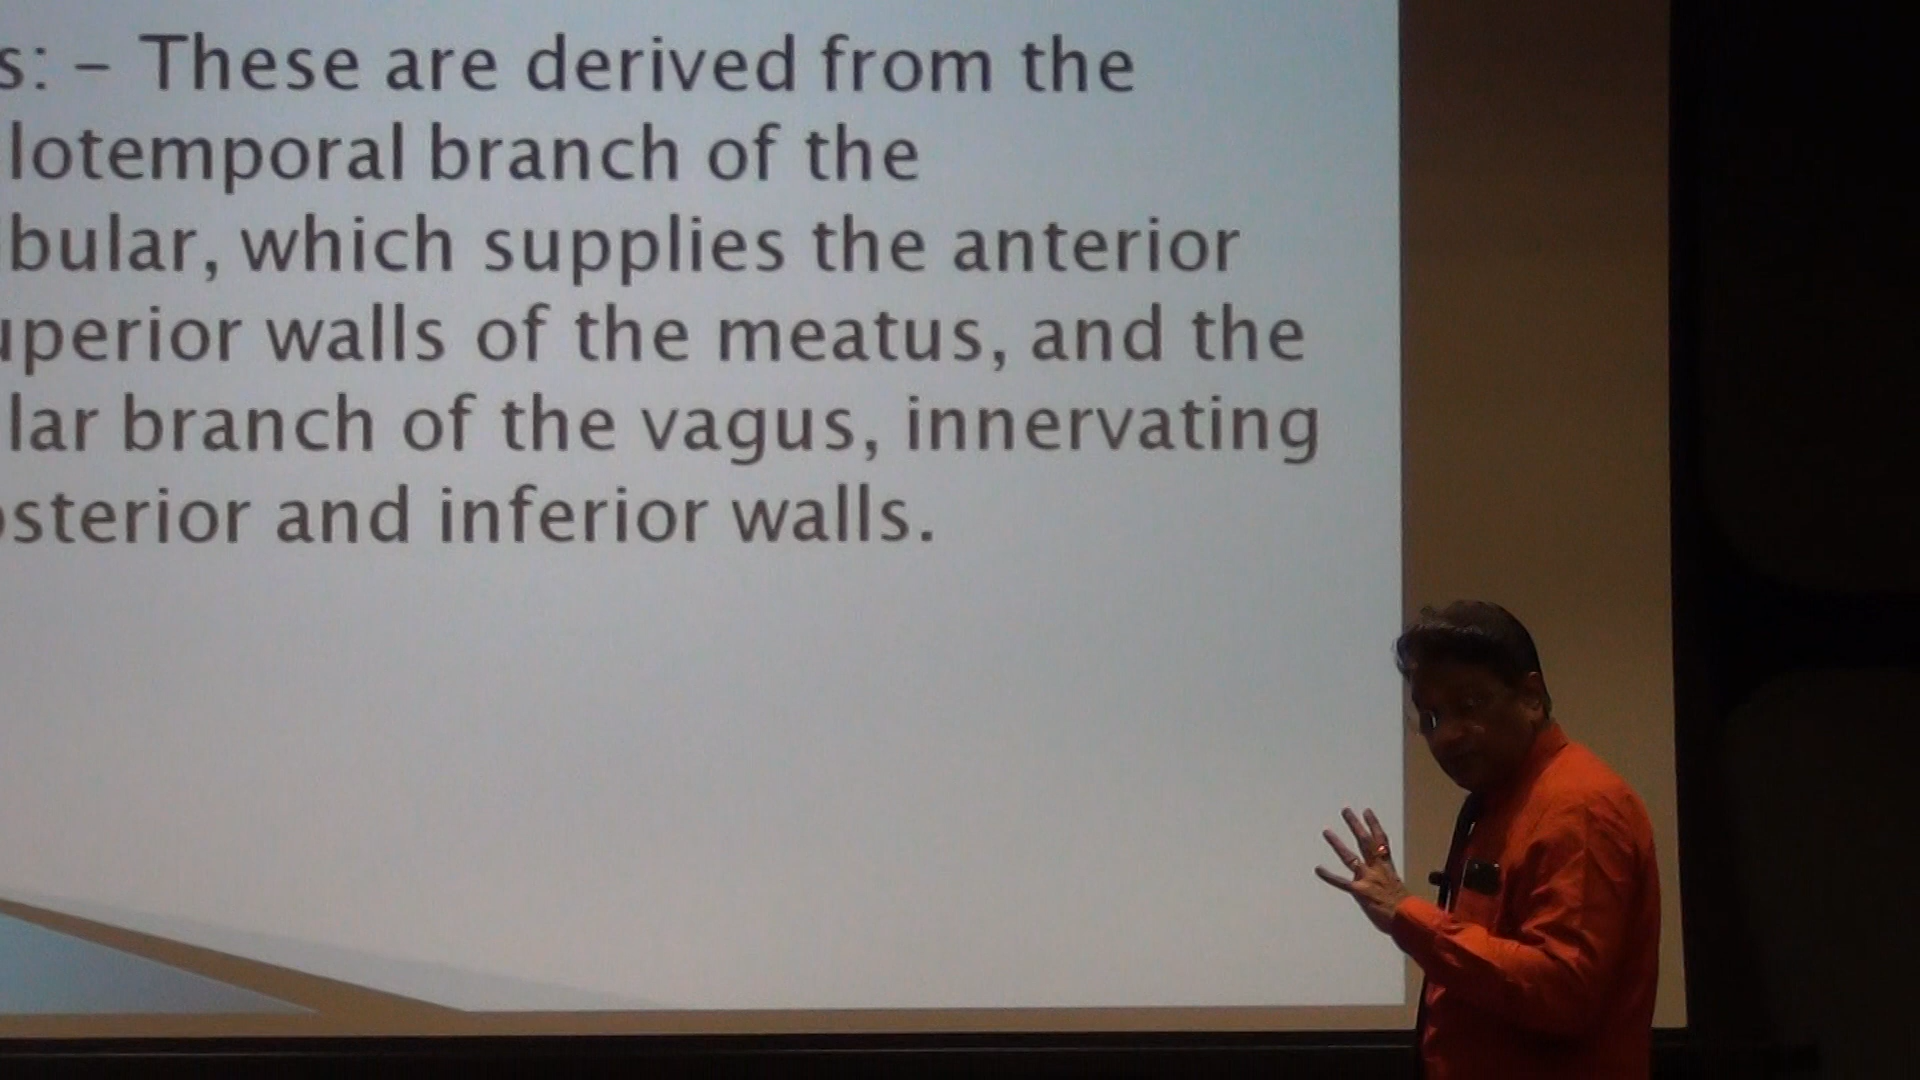 s: – These are derived from the
lotemporal branch of the
bular, which supplies the anterior
uperior walls of the meatus, and the
lar branch of the vagus, innervating
osterior and inferior walls.